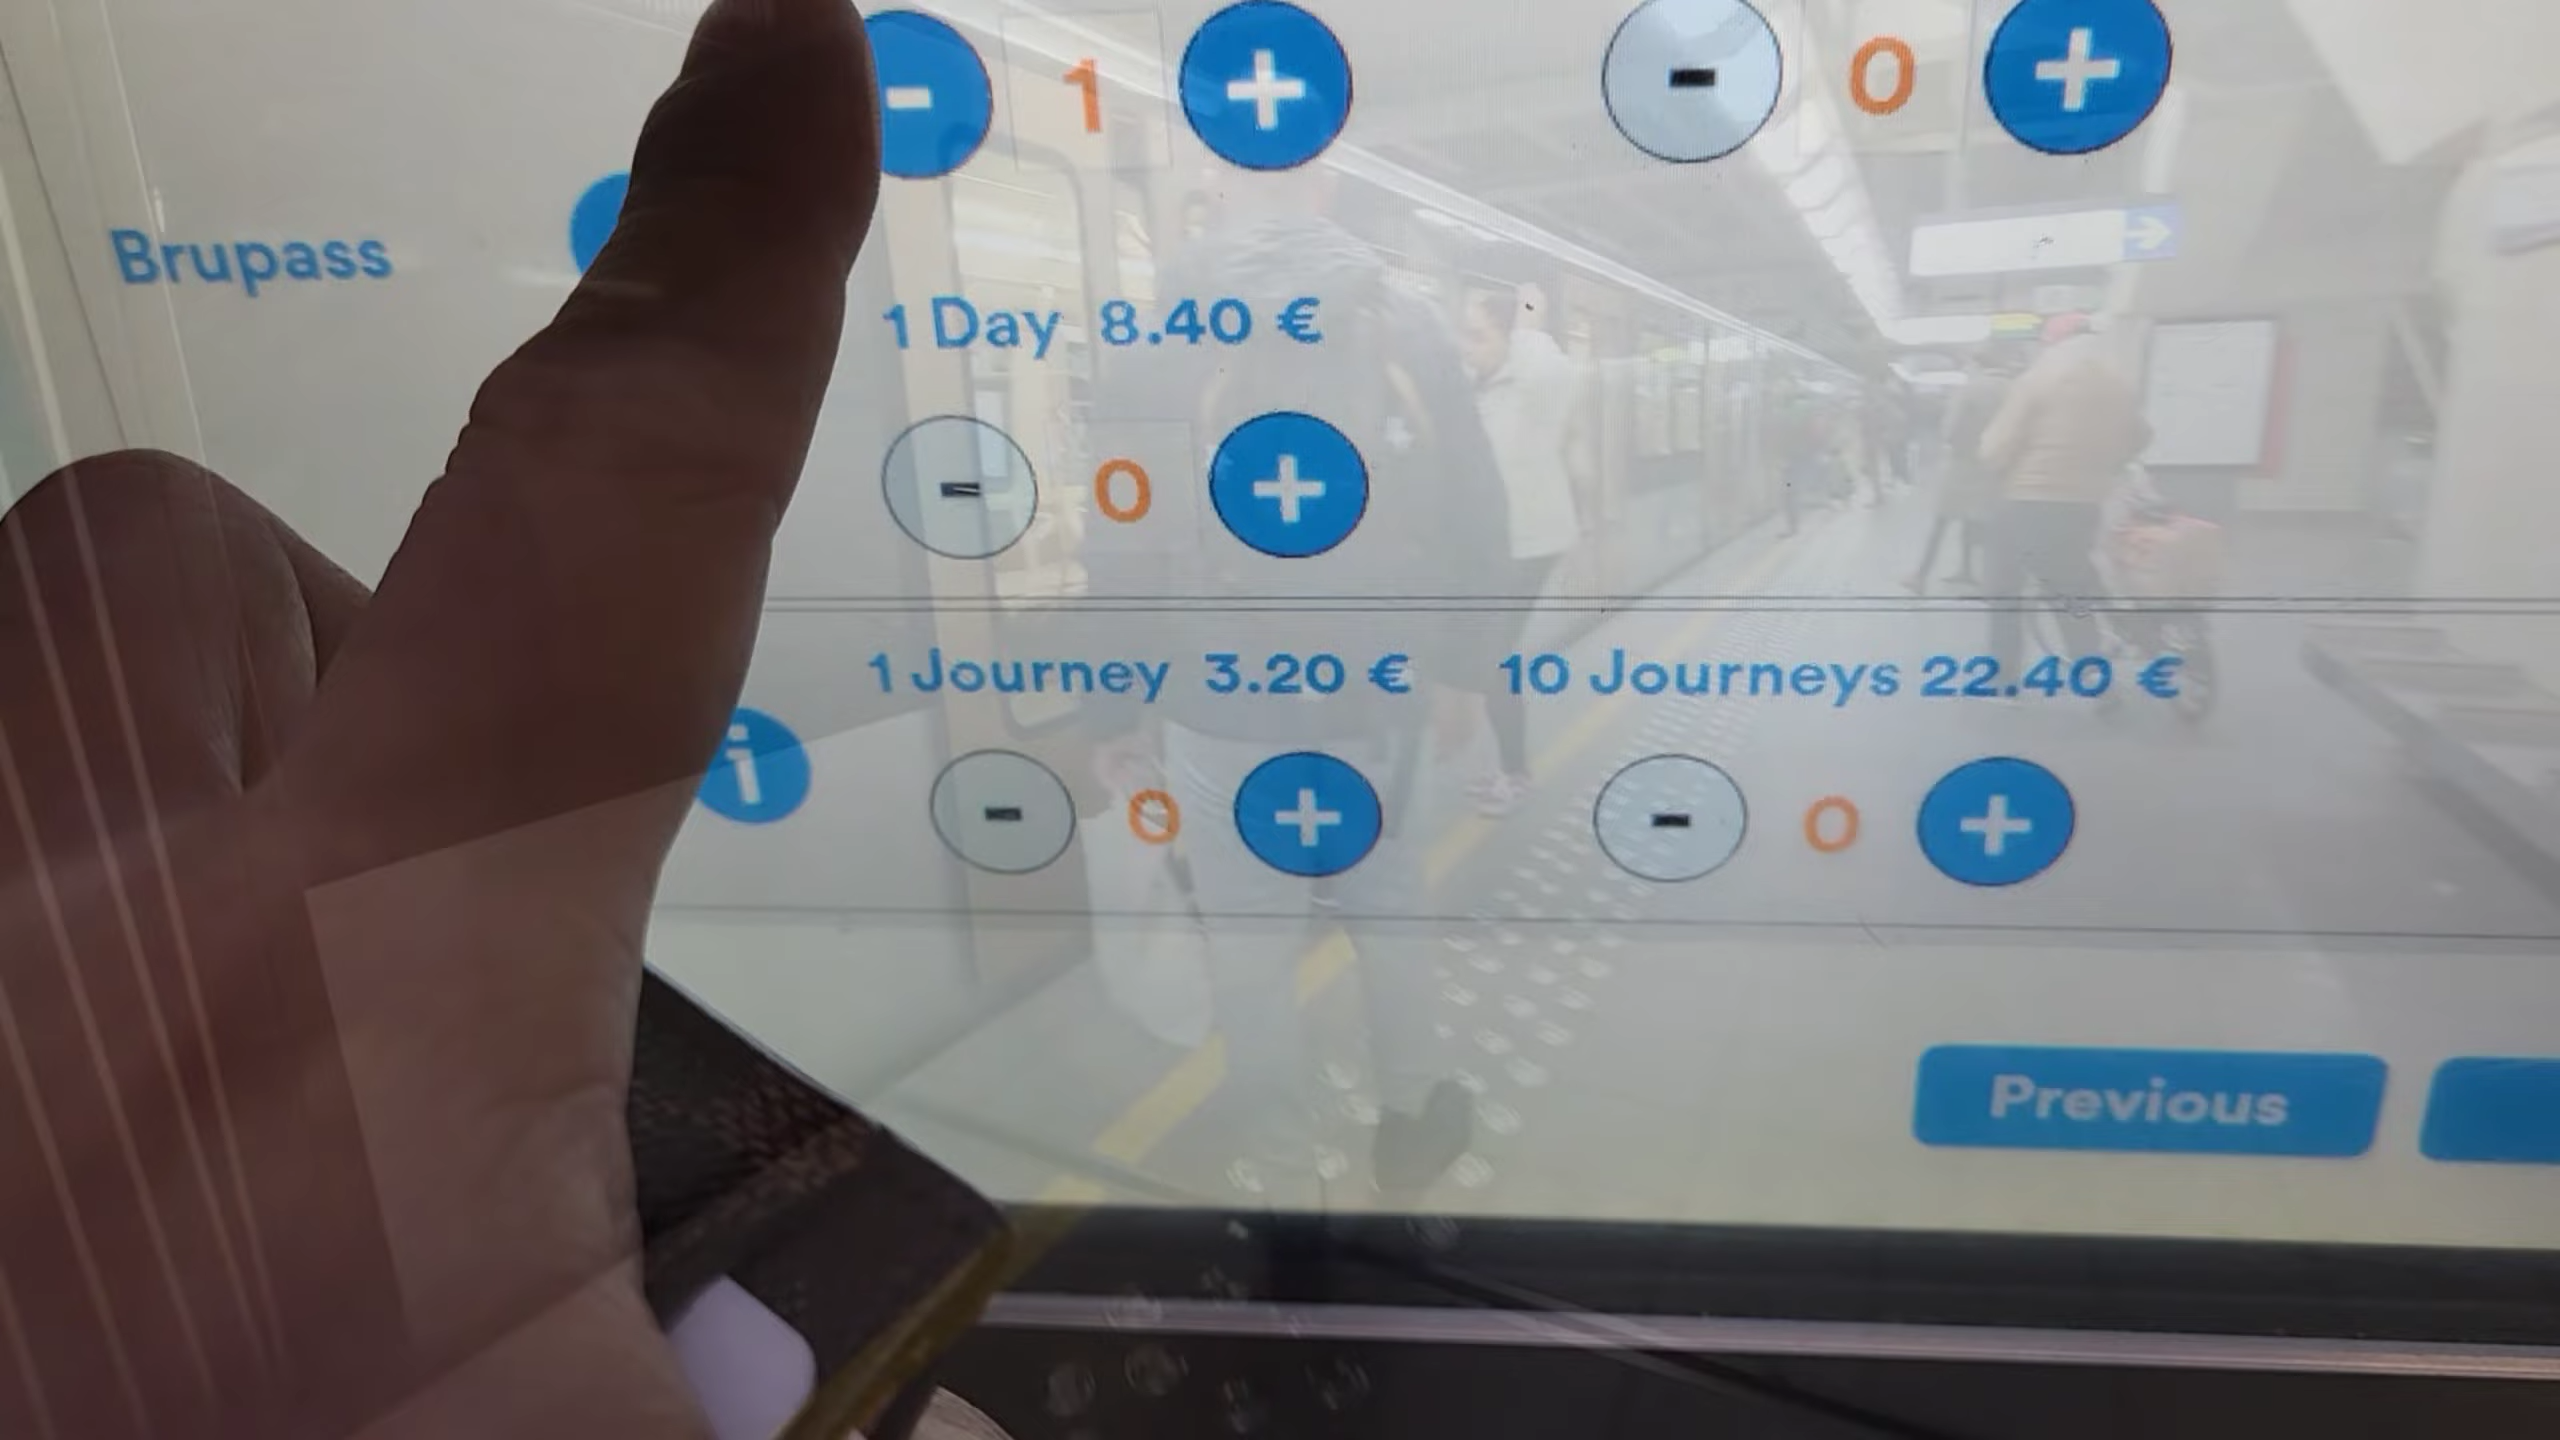 - 1 + - 0 +
Brupass
1 Day 8.40 €
- 0 +
1 Journey 3.20 € 10 Journeys 22.40 €
i - 0 + - 0 +
Previous